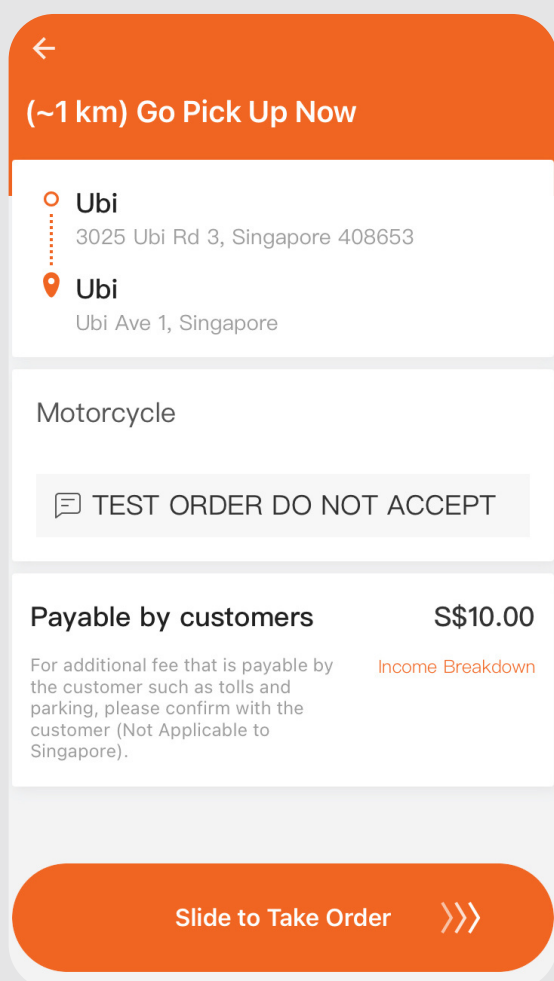 (~1 km) Go Pick Up Now
Ubi
3025 Ubi Rd 3, Singapore 408653
Ubi
Ubi Ave 1, Singapore
Motorcycle
TEST ORDER DO NOT ACCEPT
Payable by customers S$10.00
For additional fee that is payable by
the customer such as tolls and
parking, please confirm with the
customer (Not Applicable to
Singapore).
Income Breakdown
Slide to Take Order